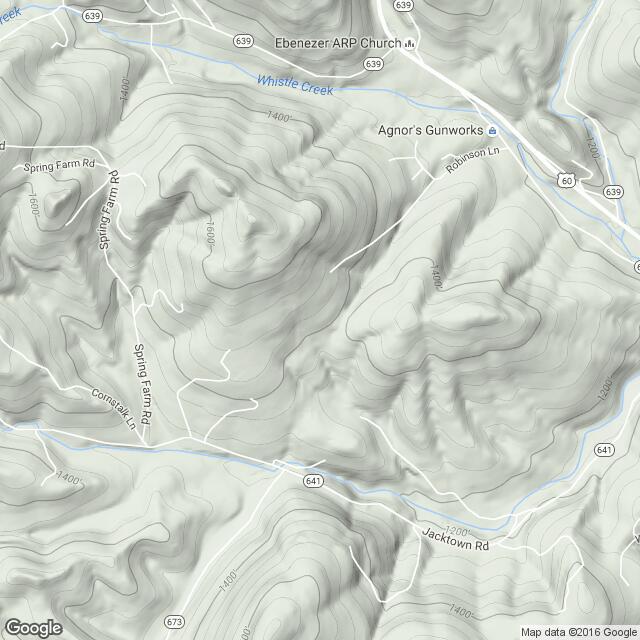 Creek
639
639
639
Ebenezer ARP Church
639
Whistle Creek
1400'
1400'
Agnor's Gunworks
1200'
Robinson Ln
60
639
Spring Farm Rd
Spring Farm Rd
1600'
1600'
1400'
Spring Farm Rd
Cornstalk Ln
1200'
641
1400'
641
1200'
Jacktown Rd
1400'
1400'
673
1600'
Google
Map data ©2016 Google